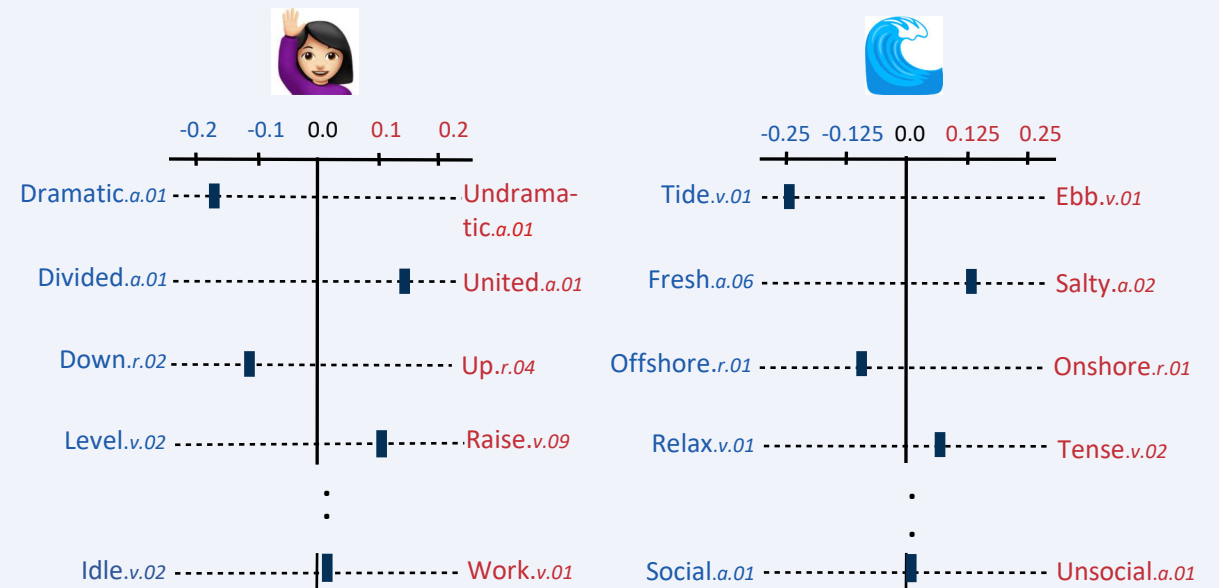 -0.2 -0.1 0.0 0.1 0.2
Dramatic.a.01
Undrama-
tic.a.01
Divided.a.01 United.a.01
Down.r.02 Up.r.04
Level.v.02 Raise.v.09
Idle.v.02 Work.v.01
-0.25 -0.125 0.0 0.125 0.25
Tide.v.01 Ebb.v.01
Fresh.a.06 Salty.a.02
Offshore.r.01 Onshore.r.01
Relax.v.01 Tense.v.02
Social.a.01 Unsocial.a.01